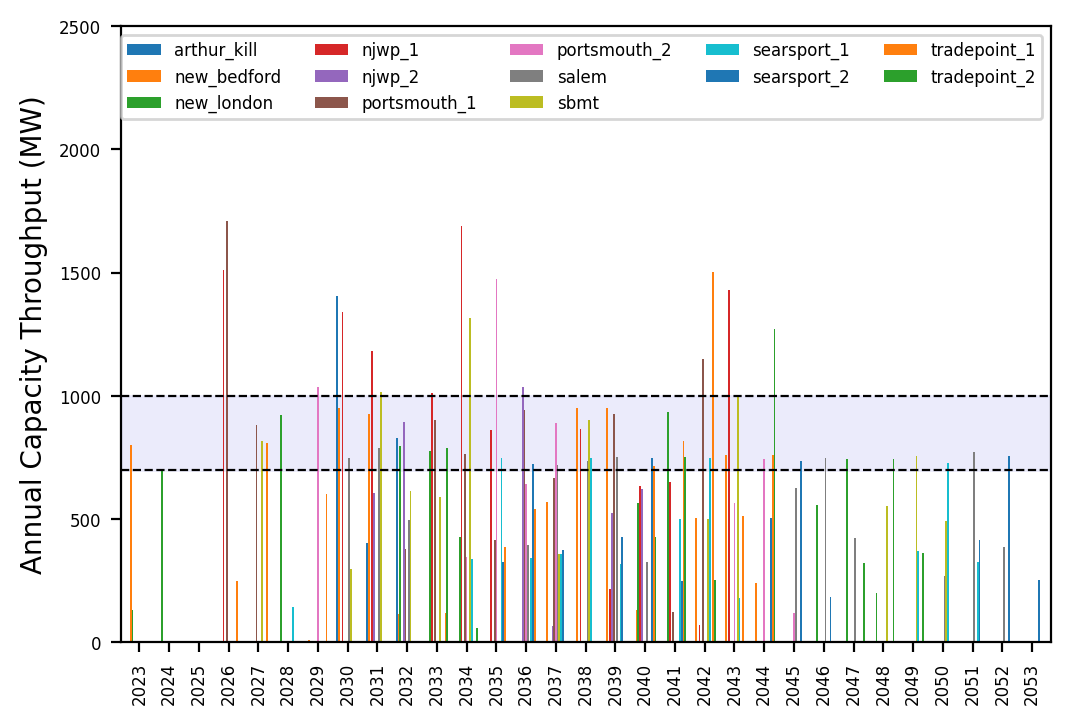 2500
arthur_kill njwp_1 portsmouth_2 searsport_1 tradepoint_1
new_bedford njwp_2 salem searsport_2 tradepoint_2
new_london portsmouth_1 sbmt
2000
1500
1000
500
0
Annual Capacity Throughput (MW)
2023 2024 2025 2026 2027 2028 2029 2030 2031 2032 2033 2034 2035 2036 2037 2038 2039 2040 2041 2042 2043 2044 2045 2046 2047 2048 2049 2050 2051 2052 2053